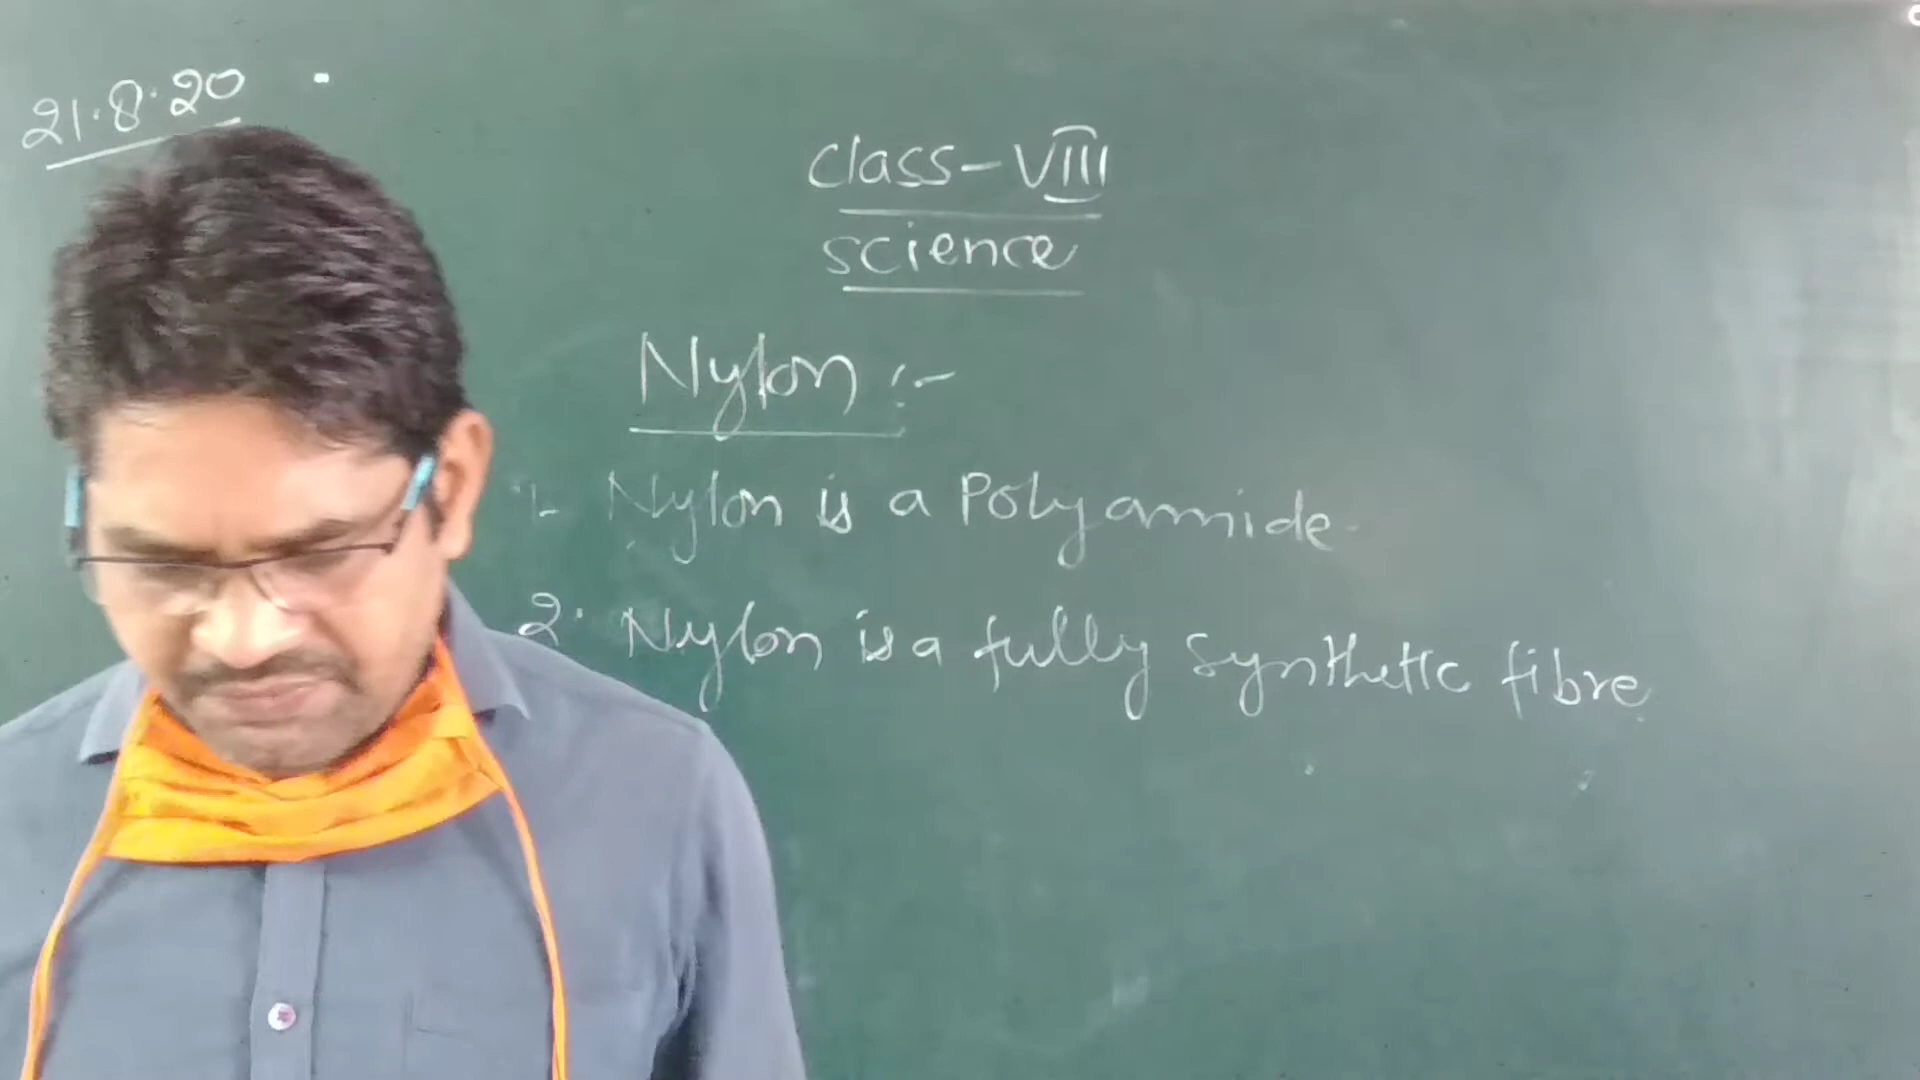 21.8.20
Class-VIII
science
Nylon :-
1- Nylon is a Polyamide.
2. Nylon is a fully synthetic fibre